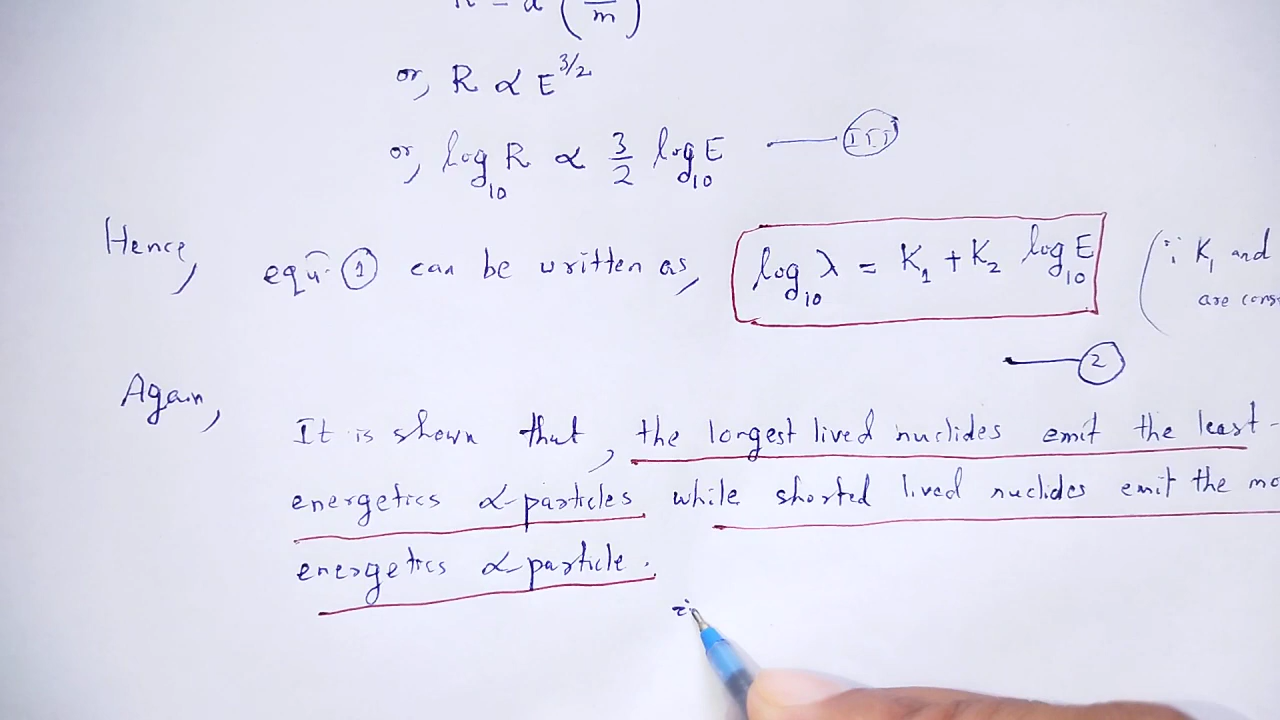 R = a ( /m )
or, R ∝ E^3/2
or, log₁₀ R ∝ 3/2 log₁₀ E —— III
Hence, equⁿ. ① can be written as, log₁₀ λ = K₁ + K₂ log₁₀ E (∵ K₁ and
are cons
—— ②
Again,
It is shown that, the longest lived nuclides emit the least -
energetics α-particles while shorted lived nuclides emit the mo
energetics α-particle.